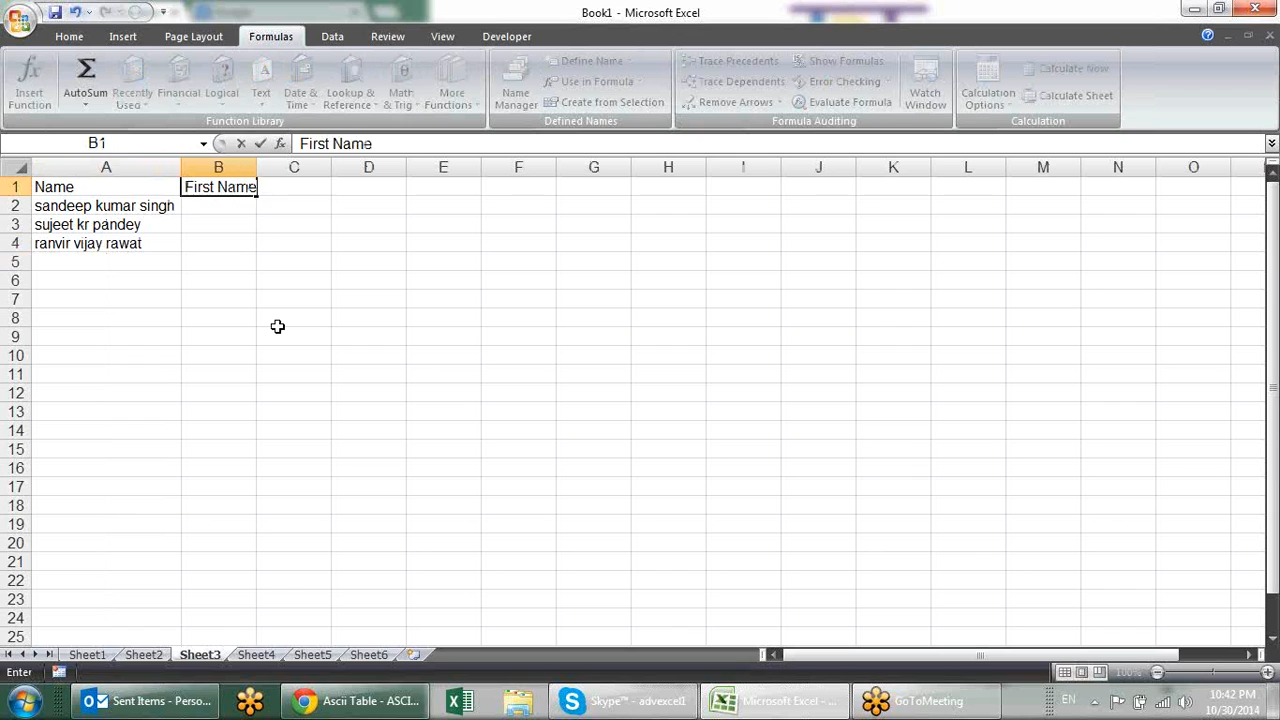 Book1 - Microsoft Excel
Home Insert Page Layout Formulas Data Review View Developer
Insert Function AutoSum Recently Used Financial Logical Text Date & Time Lookup & Reference Math & Trig More Functions
Function Library
Name Manager Define Name Use in Formula Create from Selection
Defined Names
Trace Precedents Trace Dependents Remove Arrows Show Formulas Error Checking Evaluate Formula Watch Window
Formula Auditing
Calculation Options Calculate Now Calculate Sheet
Calculation
B1 fx First Name
A B C D E F G H I J K L M N O
1 Name First Name
2 sandeep kumar singh
3 sujeet kr pandey
4 ranvir vijay rawat
5
6
7
8
9
10
11
12
13
14
15
16
17
18
19
20
21
22
23
24
25
Sheet1 Sheet2 Sheet3 Sheet4 Sheet5 Sheet6
Enter 100%
Sent Items - Perso... Ascii Table - ASCI... Skype™ - advexcel1 Microsoft Excel - ... GoToMeeting EN 10:42 PM
10/30/2014